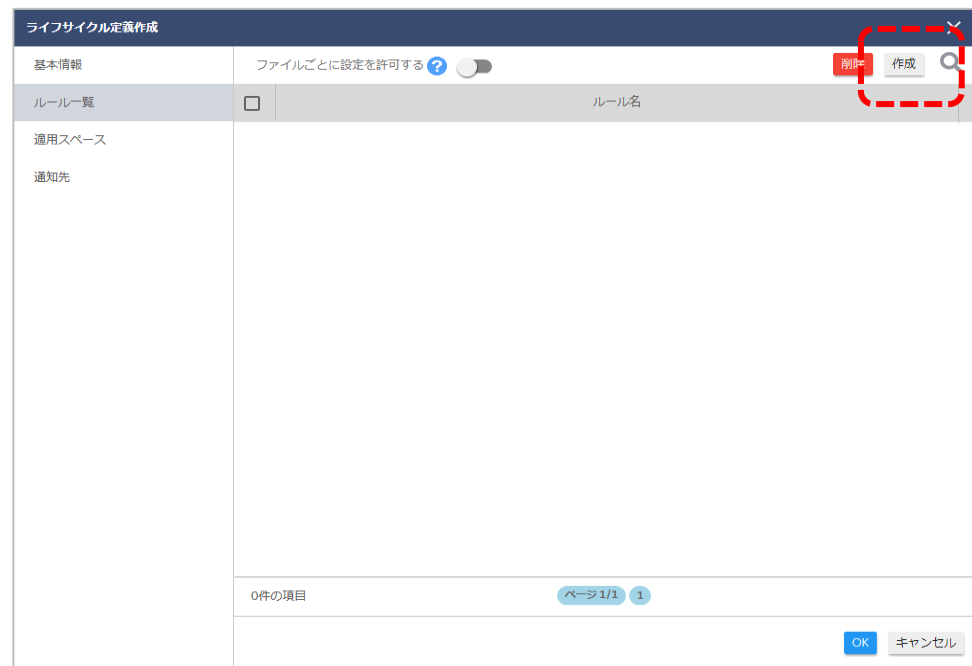 ライフサイクル定義作成
基本情報
ルール一覧
適用スペース
通知先
ファイルごとに設定を許可する ?
削除 作成
ルール名
0件の項目 ページ 1/1 1
OK キャンセル